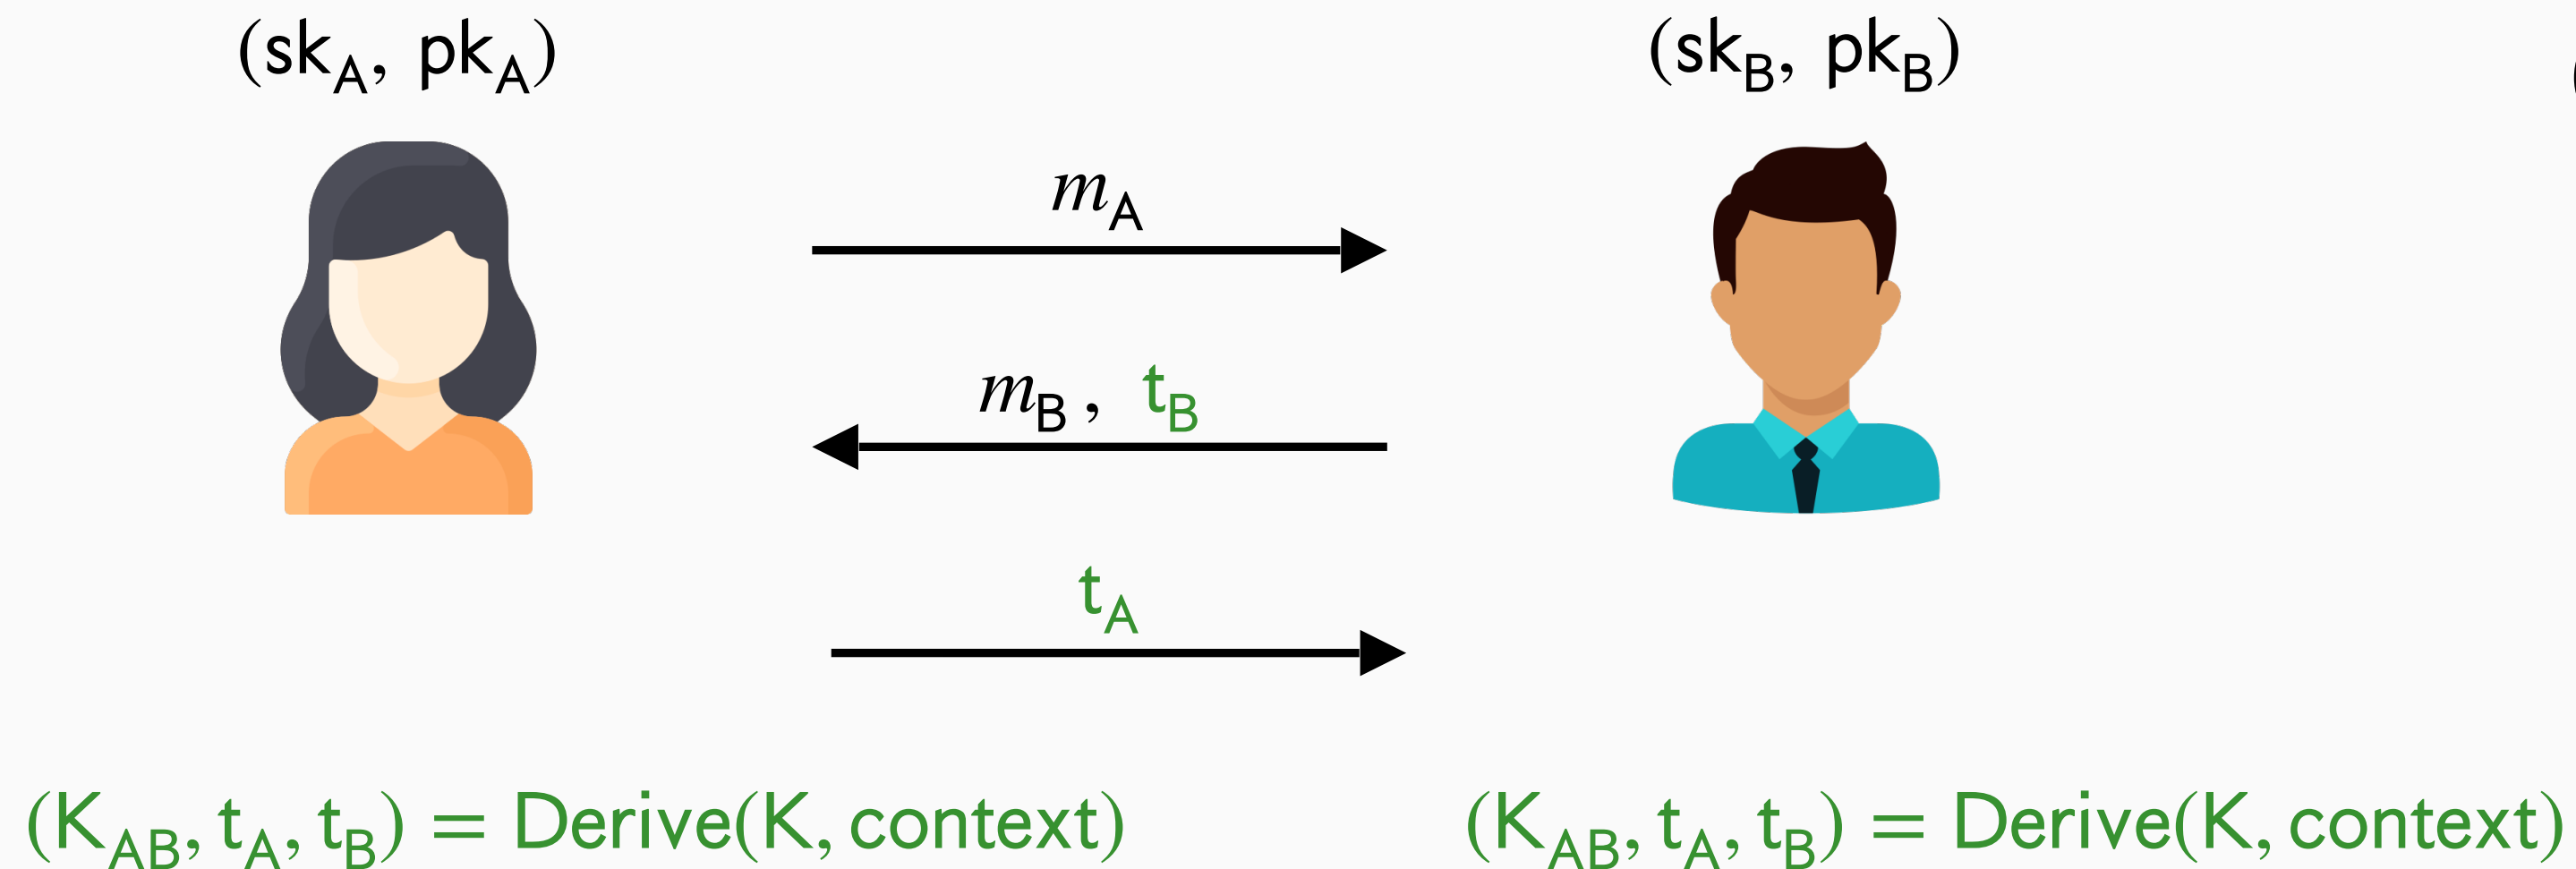 (sk_A, pk_A) (sk_B, pk_B) (
m_A
m_B , t_B
t_A
(K_AB, t_A, t_B) = Derive(K, context) (K_AB, t_A, t_B) = Derive(K, context)